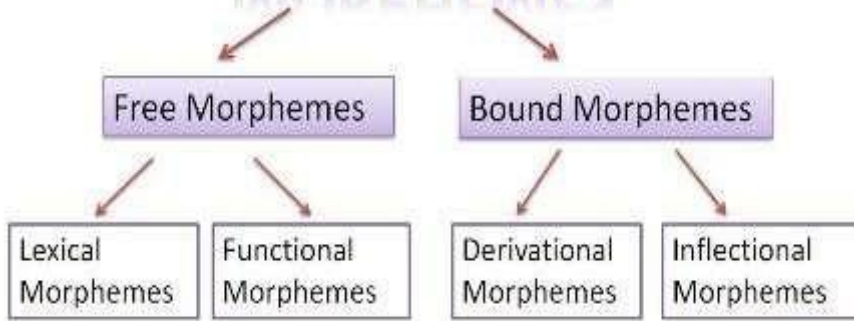 Free Morphemes
Bound Morphemes
Lexical
Morphemes
Functional
Morphemes
Derivational
Morphemes
Inflectional
Morphemes